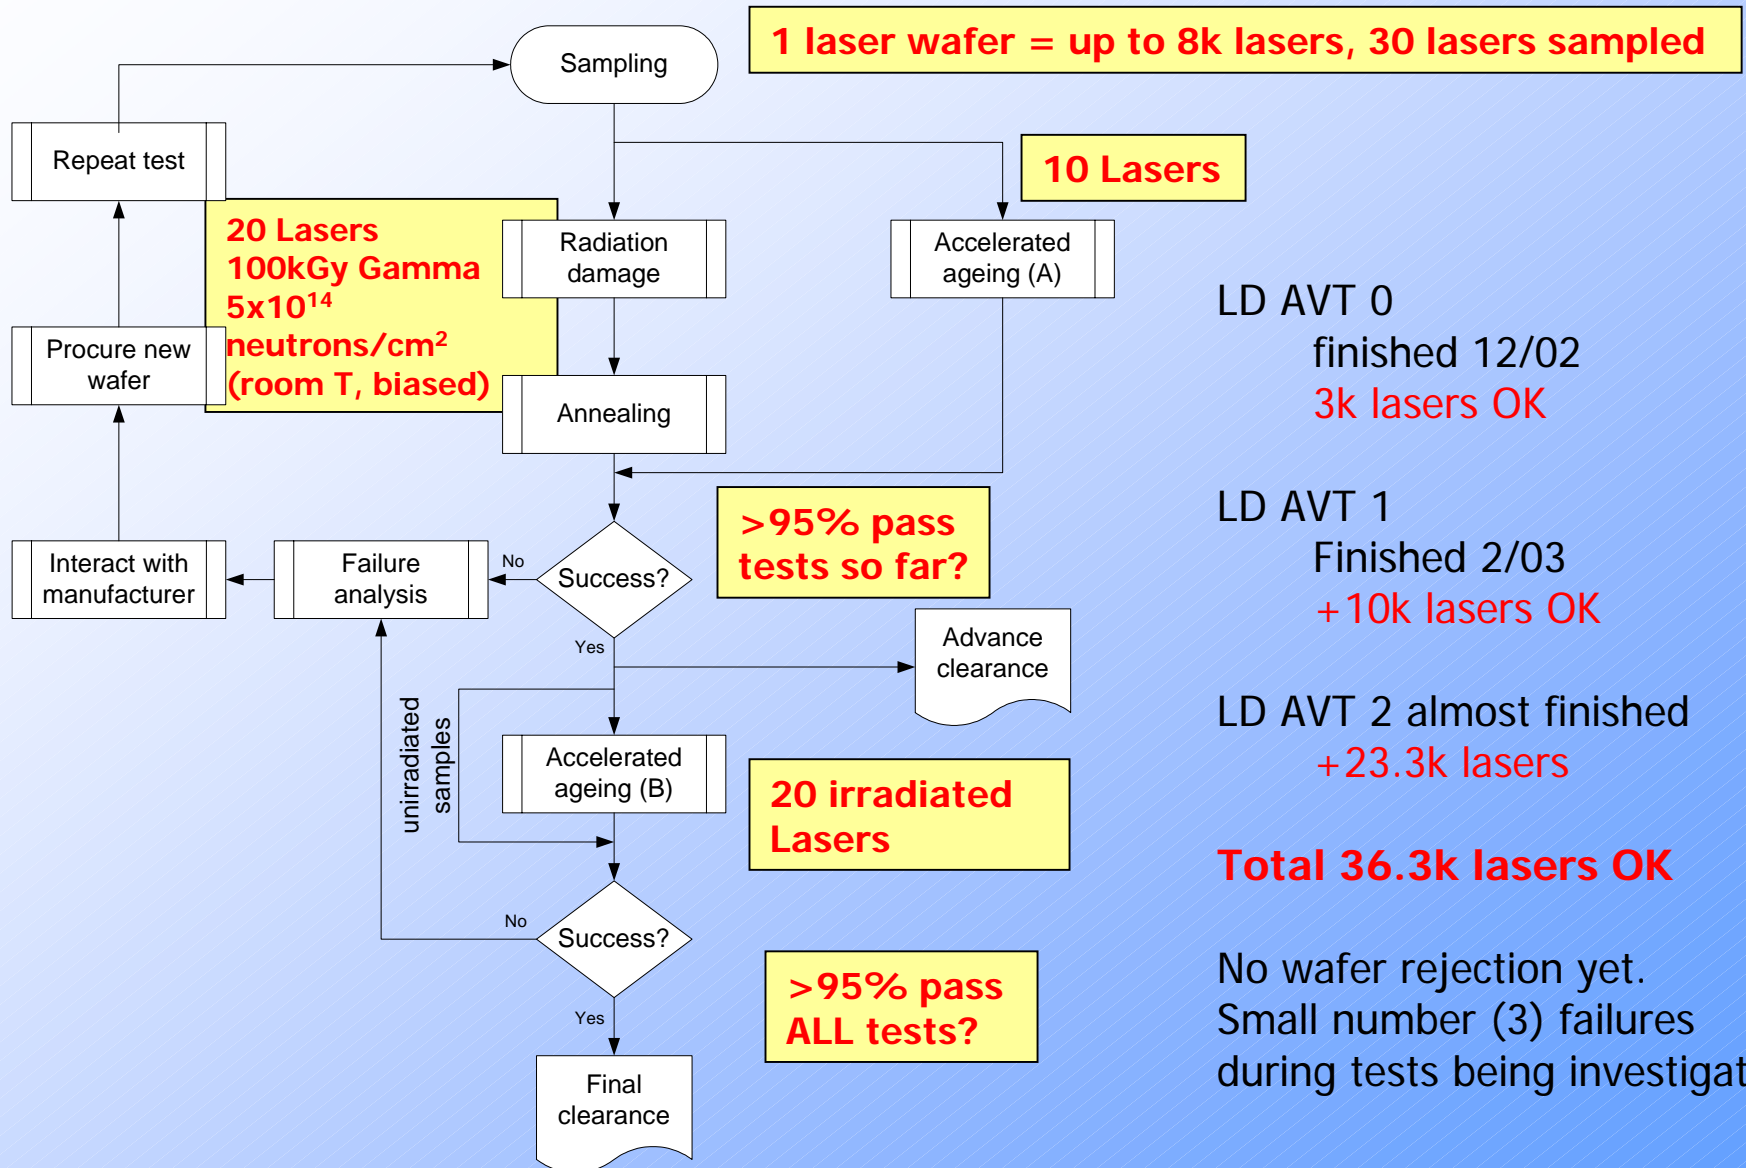 1 laser wafer = up to 8k lasers, 30 lasers sampled
Sampling
Repeat test
10 Lasers
20 Lasers
100kGy Gamma
5x10¹⁴
neutrons/cm²
(room T, biased)
Radiation
damage
Accelerated
ageing (A)
Procure new
wafer
Annealing
>95% pass
tests so far?
Interact with
manufacturer
Failure
analysis
No
Success?
Yes
Advance
clearance
unirradiated
samples
Accelerated
ageing (B)
20 irradiated
Lasers
No
Success?
Yes
>95% pass
ALL tests?
Final
clearance
LD AVT 0
finished 12/02
3k lasers OK
LD AVT 1
Finished 2/03
+10k lasers OK
LD AVT 2 almost finished
+23.3k lasers
Total 36.3k lasers OK
No wafer rejection yet.
Small number (3) failures
during tests being investigat